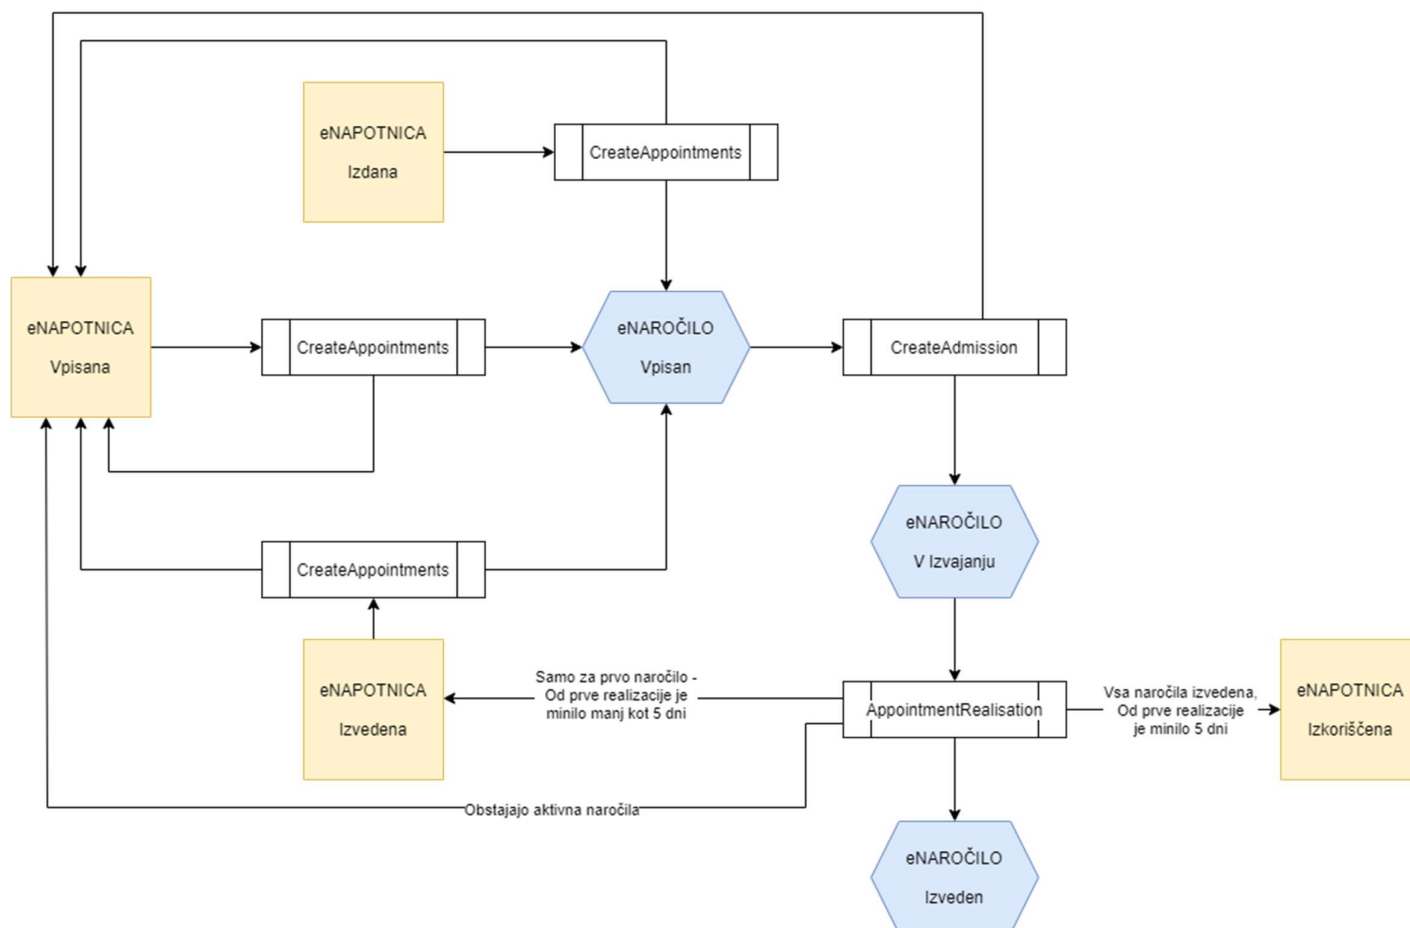 eNAPOTNICA
Izdana
CreateAppointments
eNAPOTNICA
Vpisana
CreateAppointments
eNAROČILO
Vpisan
CreateAdmission
eNAROČILO
V Izvajanju
CreateAppointments
eNAPOTNICA
Izvedena
Samo za prvo naročilo -
Od prve realizacije je
minilo manj kot 5 dni
AppointmentRealisation
Vsa naročila izvedena,
Od prve realizacije
je minilo 5 dni
eNAPOTNICA
Izkoriščena
Obstajajo aktivna naročila
eNAROČILO
Izveden